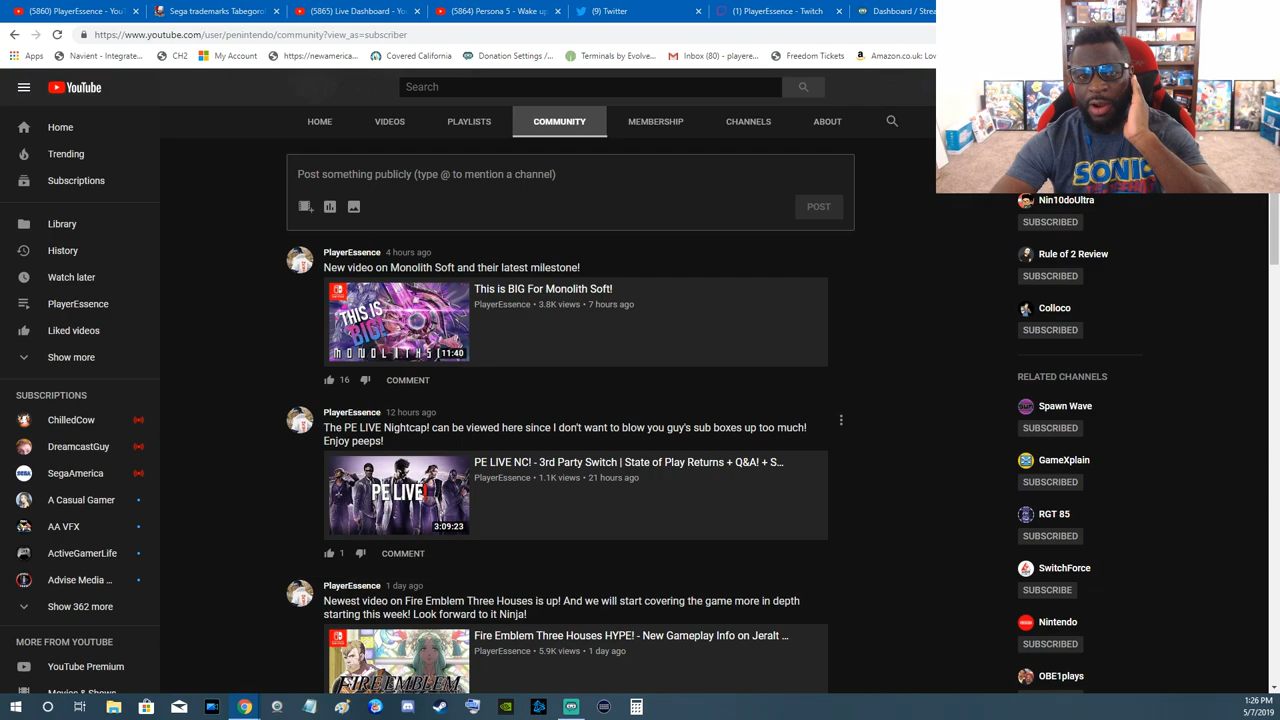 (5860) PlayerEssence - YouT
Sega trademarks Tabegoro
(5865) Live Dashboard - Yo
(5864) Persona 5 - Wake up
(9) Twitter
(1) PlayerEssence - Twitch
Dashboard / Strea
https://www.youtube.com/user/penintendo/community?view_as=subscriber
Apps
Navient - Integrate...
CH2
My Account
https://newamerica...
Covered California
Donation Settings /...
Terminals by Evolve...
Inbox (80) - playere...
Freedom Tickets
Amazon.co.uk: Low
YouTube
Search
HOME
VIDEOS
PLAYLISTS
COMMUNITY
MEMBERSHIP
CHANNELS
ABOUT
Home
Trending
Subscriptions
Library
History
Watch later
PlayerEssence
Liked videos
Show more
SUBSCRIPTIONS
ChilledCow
DreamcastGuy
SegaAmerica
A Casual Gamer
AA VFX
ActiveGamerLife
Advise Media ...
Show 362 more
MORE FROM YOUTUBE
YouTube Premium
Movies & Shows
Post something publicly (type @ to mention a channel)
POST
PlayerEssence 4 hours ago
New video on Monolith Soft and their latest milestone!
THIS IS
BIG!
MONOLITHS
11:40
This is BIG For Monolith Soft!
PlayerEssence • 3.8K views • 7 hours ago
16
COMMENT
PlayerEssence 12 hours ago
The PE LIVE Nightcap! can be viewed here since I don't want to blow you guy's sub boxes up too much!
Enjoy peeps!
PE LIVE!
3:09:23
PE LIVE NC! - 3rd Party Switch | State of Play Returns + Q&A! + S...
PlayerEssence • 1.1K views • 21 hours ago
1
COMMENT
PlayerEssence 1 day ago
Newest video on Fire Emblem Three Houses is up! And we will start covering the game more in depth
starting this week! Look forward to it Ninja!
FIRE EMBLEM
Fire Emblem Three Houses HYPE! - New Gameplay Info on Jeralt ...
PlayerEssence • 5.9K views • 1 day ago
SONIC
Nin10doUltra
SUBSCRIBED
Rule of 2 Review
SUBSCRIBED
Colloco
SUBSCRIBED
RELATED CHANNELS
Spawn Wave
SUBSCRIBED
GameXplain
SUBSCRIBED
RGT 85
SUBSCRIBED
SwitchForce
SUBSCRIBE
Nintendo
SUBSCRIBED
OBE1plays
SEGA
1:26 PM
5/7/2019